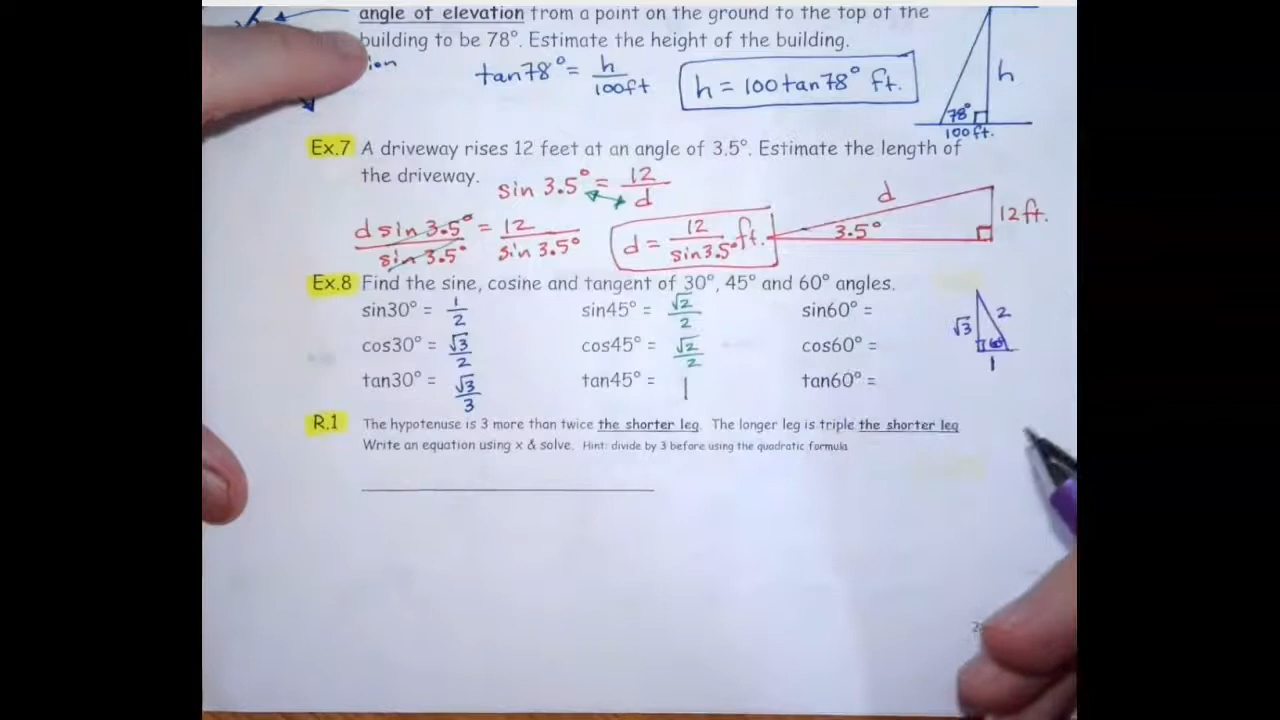 angle of elevation from a point on the ground to the top of the
building to be 78°. Estimate the height of the building.
tan78° = h/100ft
h = 100tan78° ft.
h
78°
100ft.
Ex.7 A driveway rises 12 feet at an angle of 3.5°. Estimate the length of
the driveway.
sin 3.5° = 12/d
d sin 3.5°/sin 3.5° = 12/sin 3.5°
d = 12/sin3.5° ft.
d
3.5°
12ft.
Ex.8 Find the sine, cosine and tangent of 30°, 45° and 60° angles.
sin30° = 1/2 sin45° = √2/2 sin60° =
cos30° = √3/2 cos45° = √2/2 cos60° =
tan30° = √3/3 tan45° = 1 tan60° =
√3 2
60°
1
R.1 The hypotenuse is 3 more than twice the shorter leg. The longer leg is triple the shorter leg
Write an equation using x & solve. Hint: divide by 3 before using the quadratic formula